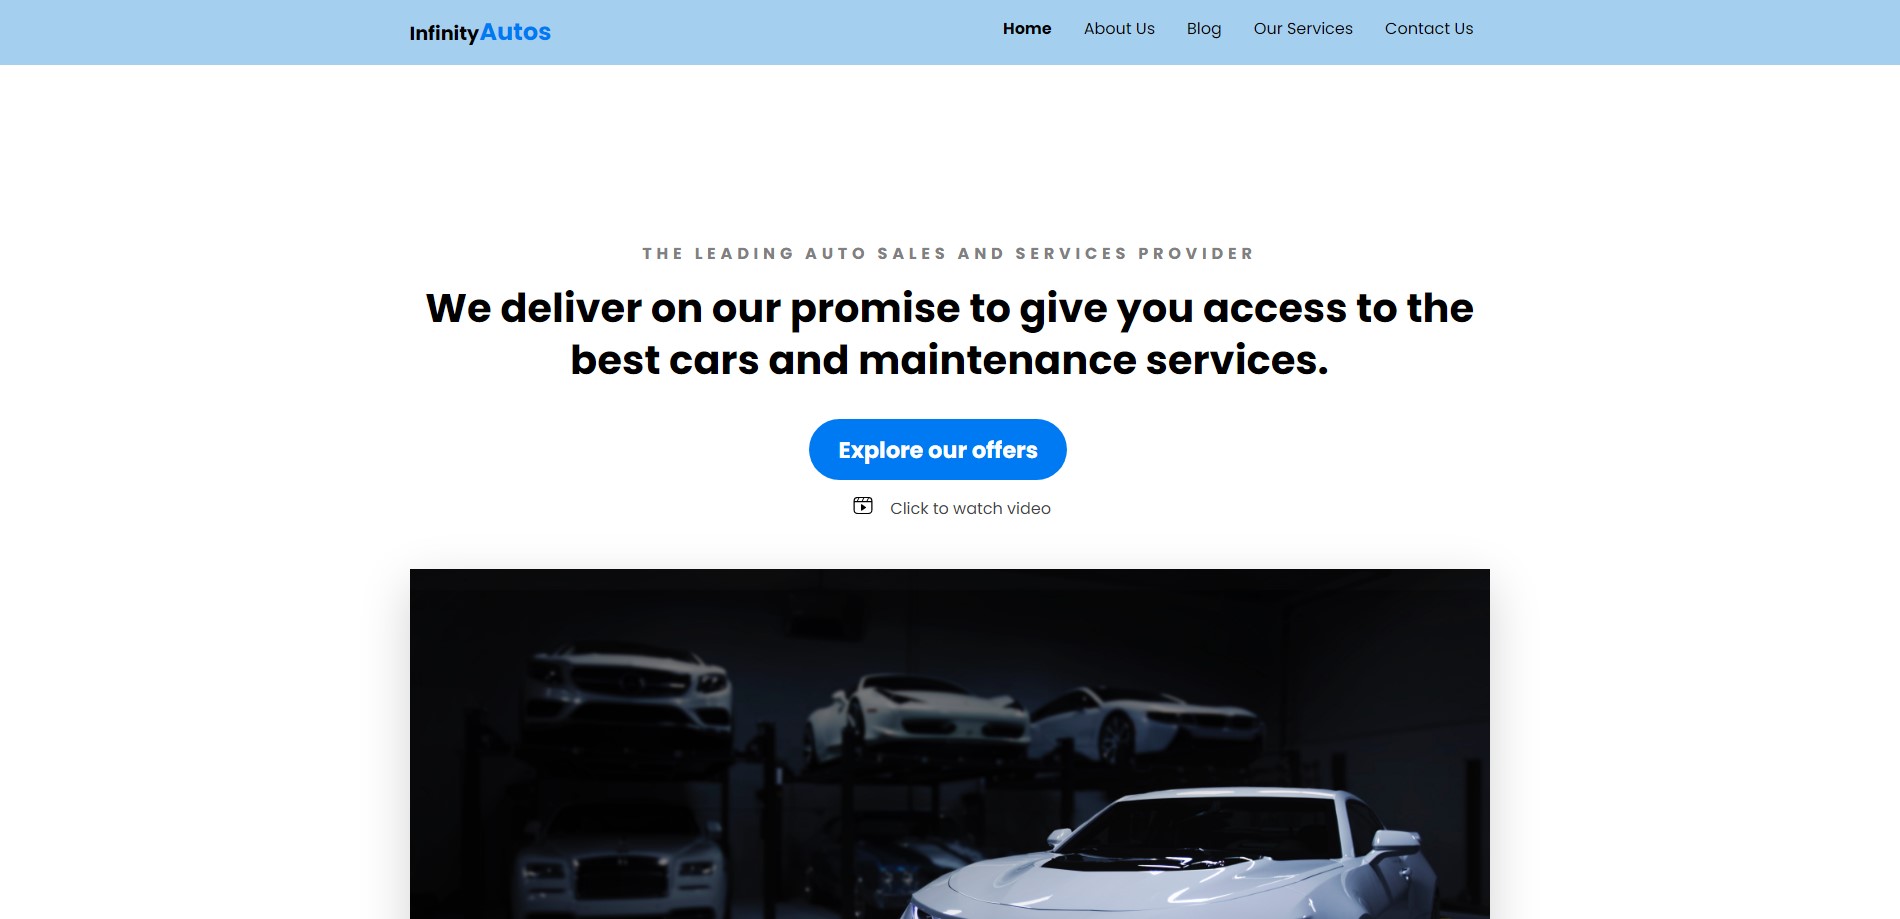 InfinityAutos
Home About Us Blog Our Services Contact Us
THE LEADING AUTO SALES AND SERVICES PROVIDER
We deliver on our promise to give you access to the
best cars and maintenance services.
Explore our offers
Click to watch video